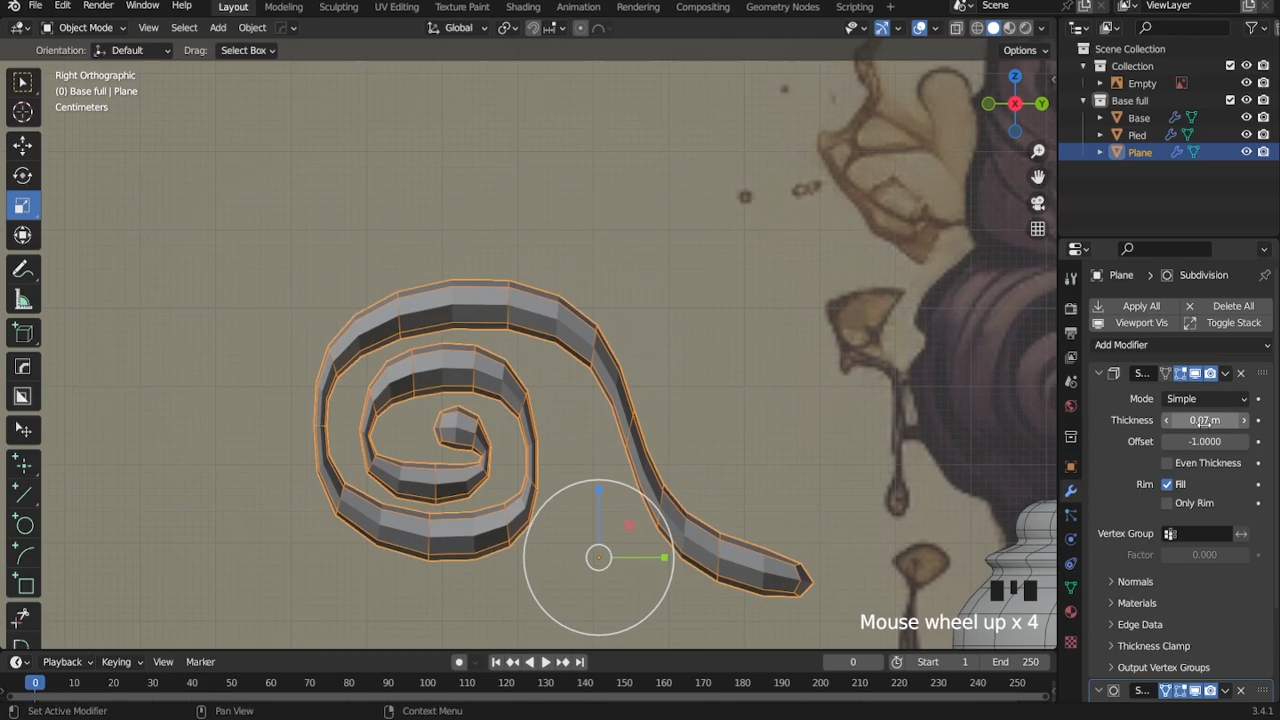 File Edit Render Window Help Layout Modeling Sculpting UV Editing Texture Paint Shading Animation Rendering Compositing Geometry Nodes Scripting + Scene ViewLayer
Object Mode View Select Add Object Global
Orientation: Default Drag: Select Box Options
Right Orthographic
(0) Base full | Plane
Centimeters
Z
X
Y
Scene Collection
Collection
Empty
Base full
Base
Pied
Plane
Plane > Subdivision
Apply All Delete All
Viewport Vis Toggle Stack
Add Modifier
S...
Mode Simple
Thickness 0.07 m
Offset -1.0000
Even Thickness
Rim Fill
Only Rim
Vertex Group
Factor 0.000
Normals
Materials
Edge Data
Thickness Clamp
Output Vertex Groups
S...
Mouse wheel up x 4
Playback Keying View Marker 0 Start 1 End 250
0 10 20 30 40 50 60 70 80 90 100 110 120 130 140 150 160 170 180 190 200 210 220 230 240 250
Set Active Modifier Pan View Context Menu 3.4.1